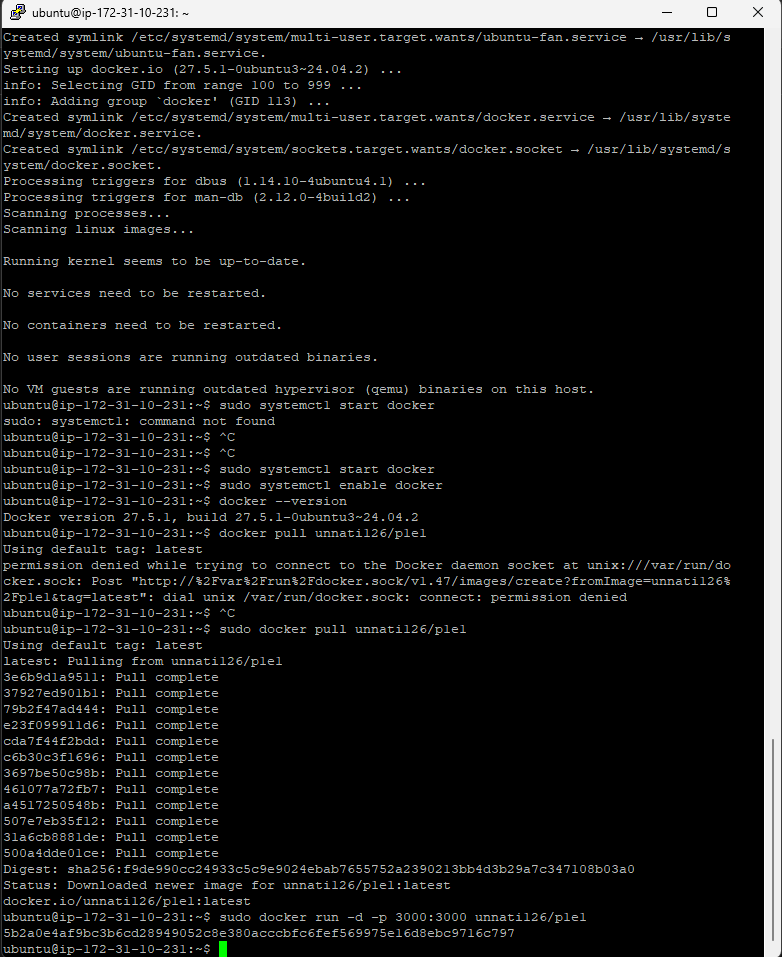 ubuntu@ip-172-31-10-231: ~
Created symlink /etc/systemd/system/multi-user.target.wants/ubuntu-fan.service → /usr/lib/s
ystemd/system/ubuntu-fan.service.
Setting up docker.io (27.5.1-0ubuntu3~24.04.2) ...
info: Selecting GID from range 100 to 999 ...
info: Adding group `docker' (GID 113) ...
Created symlink /etc/systemd/system/multi-user.target.wants/docker.service → /usr/lib/syste
md/system/docker.service.
Created symlink /etc/systemd/system/sockets.target.wants/docker.socket → /usr/lib/systemd/s
ystem/docker.socket.
Processing triggers for dbus (1.14.10-4ubuntu4.1) ...
Processing triggers for man-db (2.12.0-4build2) ...
Scanning processes...
Scanning linux images...
Running kernel seems to be up-to-date.
No services need to be restarted.
No containers need to be restarted.
No user sessions are running outdated binaries.
No VM guests are running outdated hypervisor (qemu) binaries on this host.
ubuntu@ip-172-31-10-231:~$ sudo systemct1 start docker
sudo: systemct1: command not found
ubuntu@ip-172-31-10-231:~$ ^C
ubuntu@ip-172-31-10-231:~$ ^C
ubuntu@ip-172-31-10-231:~$ sudo systemctl start docker
ubuntu@ip-172-31-10-231:~$ sudo systemctl enable docker
ubuntu@ip-172-31-10-231:~$ docker --version
Docker version 27.5.1, build 27.5.1-0ubuntu3~24.04.2
ubuntu@ip-172-31-10-231:~$ docker pull unnati126/p1e1
Using default tag: latest
permission denied while trying to connect to the Docker daemon socket at unix:///var/run/do
cker.sock: Post "http://%2Fvar%2Frun%2Fdocker.sock/v1.47/images/create?fromImage=unnati126%
2Fp1e1&tag=latest": dial unix /var/run/docker.sock: connect: permission denied
ubuntu@ip-172-31-10-231:~$ ^C
ubuntu@ip-172-31-10-231:~$ sudo docker pull unnati126/p1e1
Using default tag: latest
latest: Pulling from unnati126/p1e1
3e6b9d1a9511: Pull complete
37927ed901b1: Pull complete
79b2f47ad444: Pull complete
e23f099911d6: Pull complete
cda7f44f2bdd: Pull complete
c6b30c3f1696: Pull complete
3697be50c98b: Pull complete
461077a72fb7: Pull complete
a4517250548b: Pull complete
507e7eb35f12: Pull complete
31a6cb8881de: Pull complete
500a4dde01ce: Pull complete
Digest: sha256:f9de990cc24933c5c9e9024ebab7655752a2390213bb4d3b29a7c347108b03a0
Status: Downloaded newer image for unnati126/p1e1:latest
docker.io/unnati126/p1e1:latest
ubuntu@ip-172-31-10-231:~$ sudo docker run -d -p 3000:3000 unnati126/p1e1
5b2a0e4af9bc3b6cd28949052c8e380acccbfc6fef569975e16d8ebc9716c797
ubuntu@ip-172-31-10-231:~$